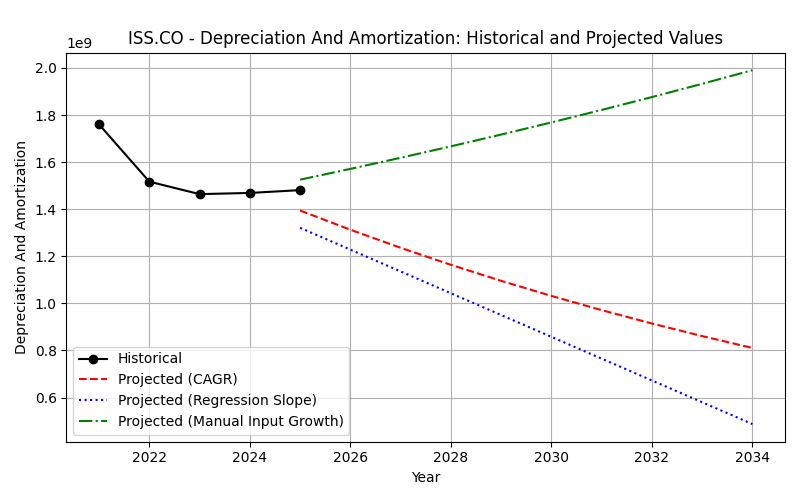 ISS.CO - Depreciation And Amortization: Historical and Projected Values
1e9
2.0
1.8
1.6
1.4
1.2
1.0
0.8
0.6
Depreciation And Amortization
Historical
Projected (CAGR)
Projected (Regression Slope)
Projected (Manual Input Growth)
2022 2024 2026 2028 2030 2032 2034
Year